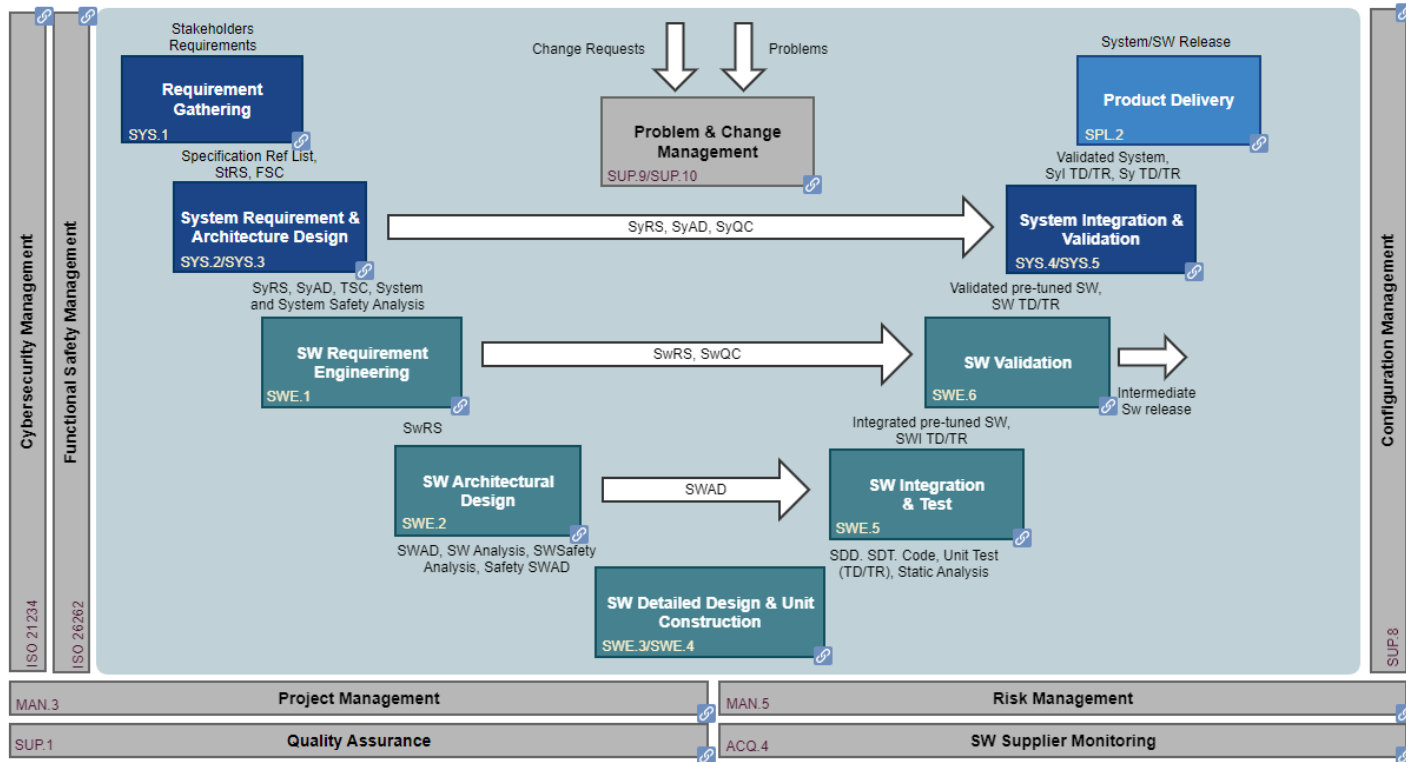 Stakeholders
Requirements
Requirement
Gathering
SYS.1
Change Requests
Problems
Problem & Change
Management
SUP.9/SUP.10
System/SW Release
Product Delivery
SPL.2
Specification Ref List,
StRS, FSC
System Requirement &
Architecture Design
SYS.2/SYS.3
SyRS, SyAD, SyQC
Validated System,
SyI TD/TR, Sy TD/TR
System Integration &
Validation
SYS.4/SYS.5
SyRS, SyAD, TSC, System
and System Safety Analysis
SW Requirement
Engineering
SWE.1
SwRS, SwQC
Validated pre-tuned SW,
SW TD/TR
SW Validation
SWE.6
Intermediate
Sw release
SwRS
SW Architectural
Design
SWE.2
SWAD
Integrated pre-tuned SW,
SWI TD/TR
SW Integration
& Test
SWE.5
SWAD, SW Analysis, SWSafety
Analysis, Safety SWAD
SDD. SDT. Code, Unit Test
(TD/TR), Static Analysis
SW Detailed Design & Unit
Construction
SWE.3/SWE.4
Cybersecurity Management
ISO 21234
Functional Safety Management
ISO 26262
Configuration Management
SUP.8
MAN.3
Project Management
MAN.5
Risk Management
SUP.1
Quality Assurance
ACQ.4
SW Supplier Monitoring